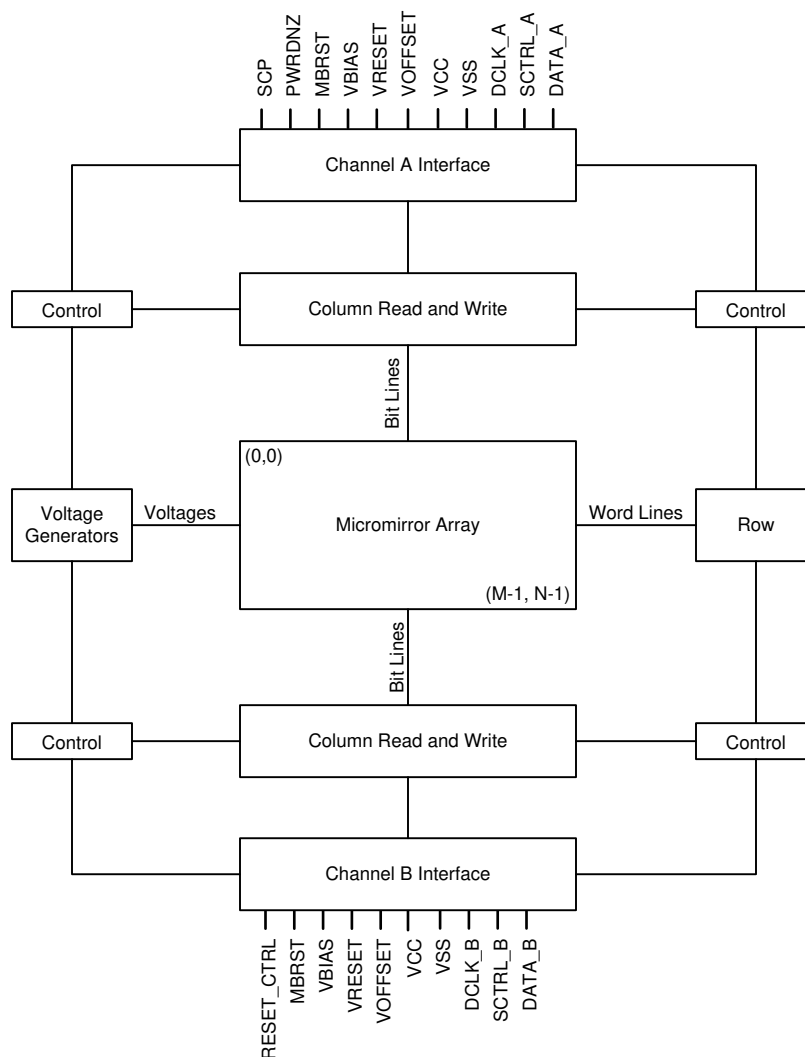 SCP
PWRDNZ
MBRST
VBIAS
VRESET
VOFFSET
VCC
VSS
DCLK_A
SCTRL_A
DATA_A
Channel A Interface
Control
Column Read and Write
Control
Bit Lines
(0,0)
Voltage
Generators
Voltages
Micromirror Array
Word Lines
Row
(M-1, N-1)
Bit Lines
Control
Column Read and Write
Control
Channel B Interface
RESET_CTRL
MBRST
VBIAS
VRESET
VOFFSET
VCC
VSS
DCLK_B
SCTRL_B
DATA_B